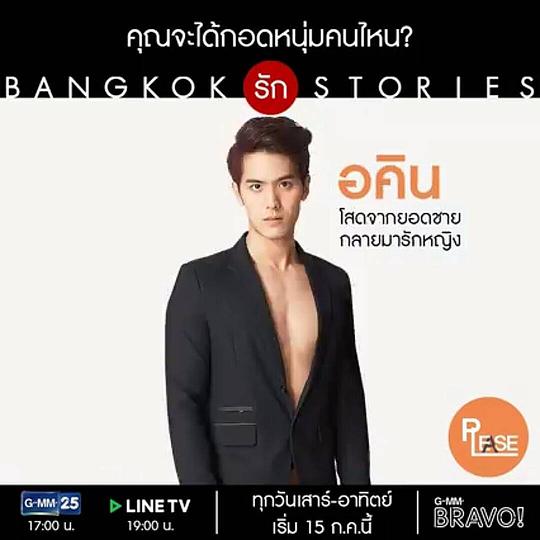 คุณจะได้กอดหนุ่มคนไหน?
BANGKOK รัก STORIES
อคิน
โสดจากยอดชาย
กลายมารักหญิง
PLEASE
G-MM 25
17:00 น.
LINE TV
19:00 น.
ทุกวันเสาร์-อาทิตย์
เริ่ม 15 ก.ค.นี้
G-MM-
BRAVO!